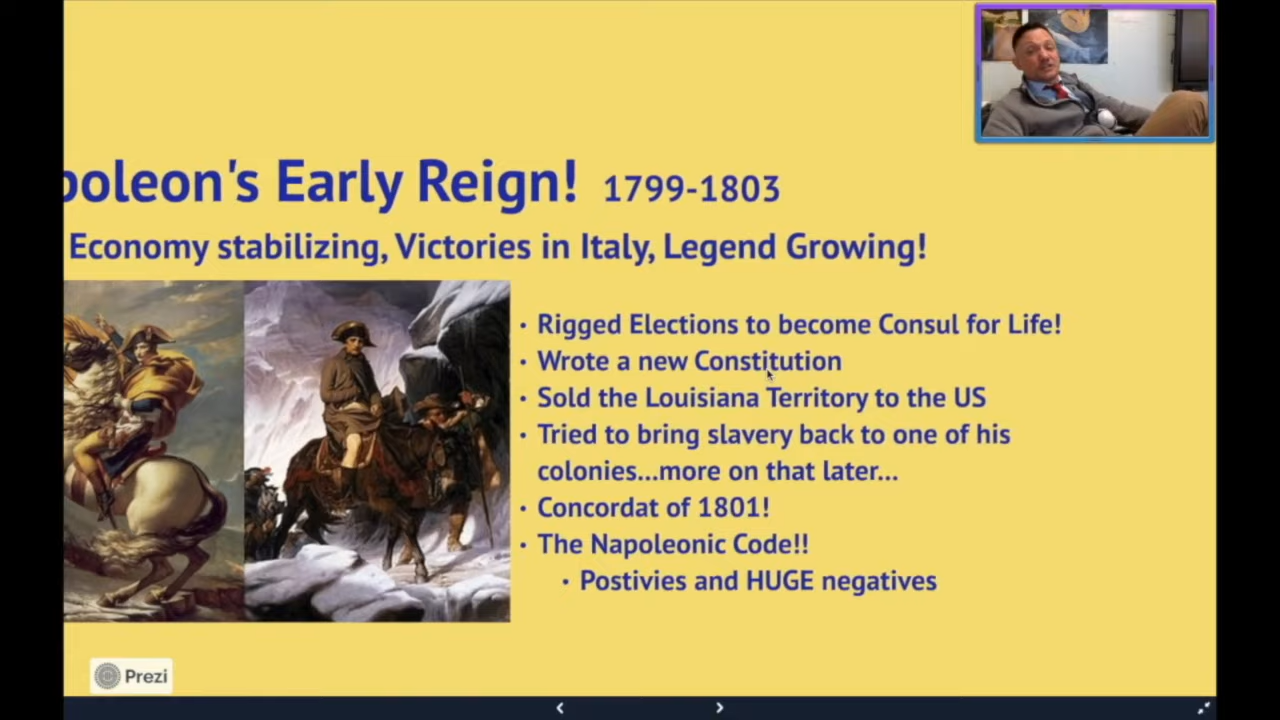 poleon's Early Reign! 1799-1803
Economy stabilizing, Victories in Italy, Legend Growing!
• Rigged Elections to become Consul for Life!
• Wrote a new Constitution
• Sold the Louisiana Territory to the US
• Tried to bring slavery back to one of his
colonies...more on that later...
• Concordat of 1801!
• The Napoleonic Code!!
• Postivies and HUGE negatives
Prezi